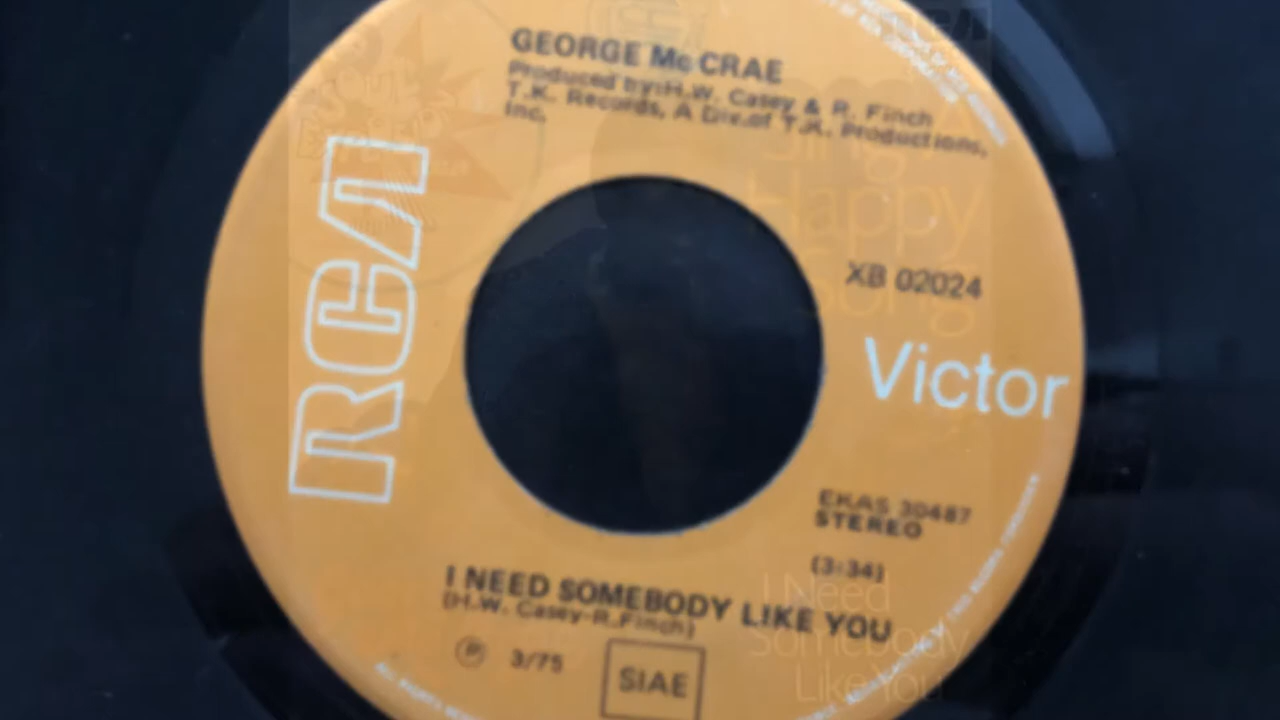 GEORGE McCRAE
Produced by:H.W. Casey & R. Finch
T.K. Records, A Div.of T.K. Productions,
Inc.
RCA
Happy
Song
XB 02024
Victor
EKAS 30487
STEREO
(3:34)
I NEED SOMEBODY LIKE YOU
(H.W. Casey-R.Finch)
I Need
Somebody
Like You
Ⓟ 3/75
SIAE